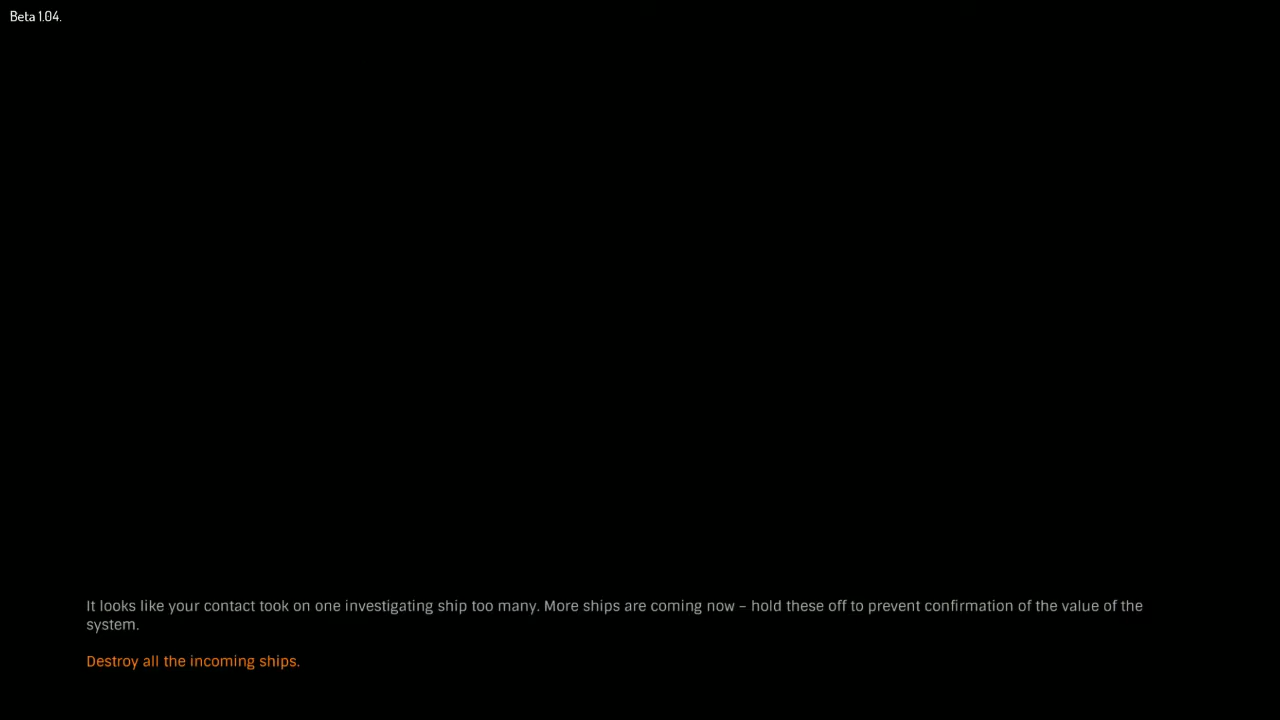 Beta 1.04.
It looks like your contact took on one investigating ship too many. More ships are coming now – hold these off to prevent confirmation of the value of the
system.
Destroy all the incoming ships.